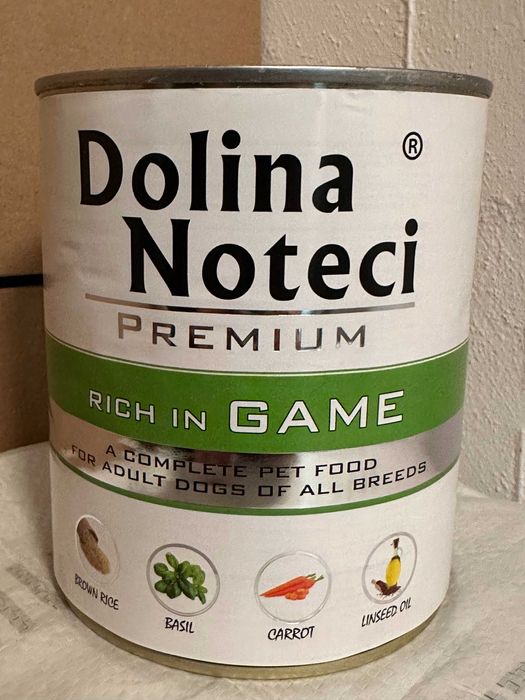 Dolina ®
Noteci
PREMIUM
RICH IN GAME
A COMPLETE PET FOOD
FOR ADULT DOGS OF ALL BREEDS
BROWN RICE
BASIL
CARROT
LINSEED OIL